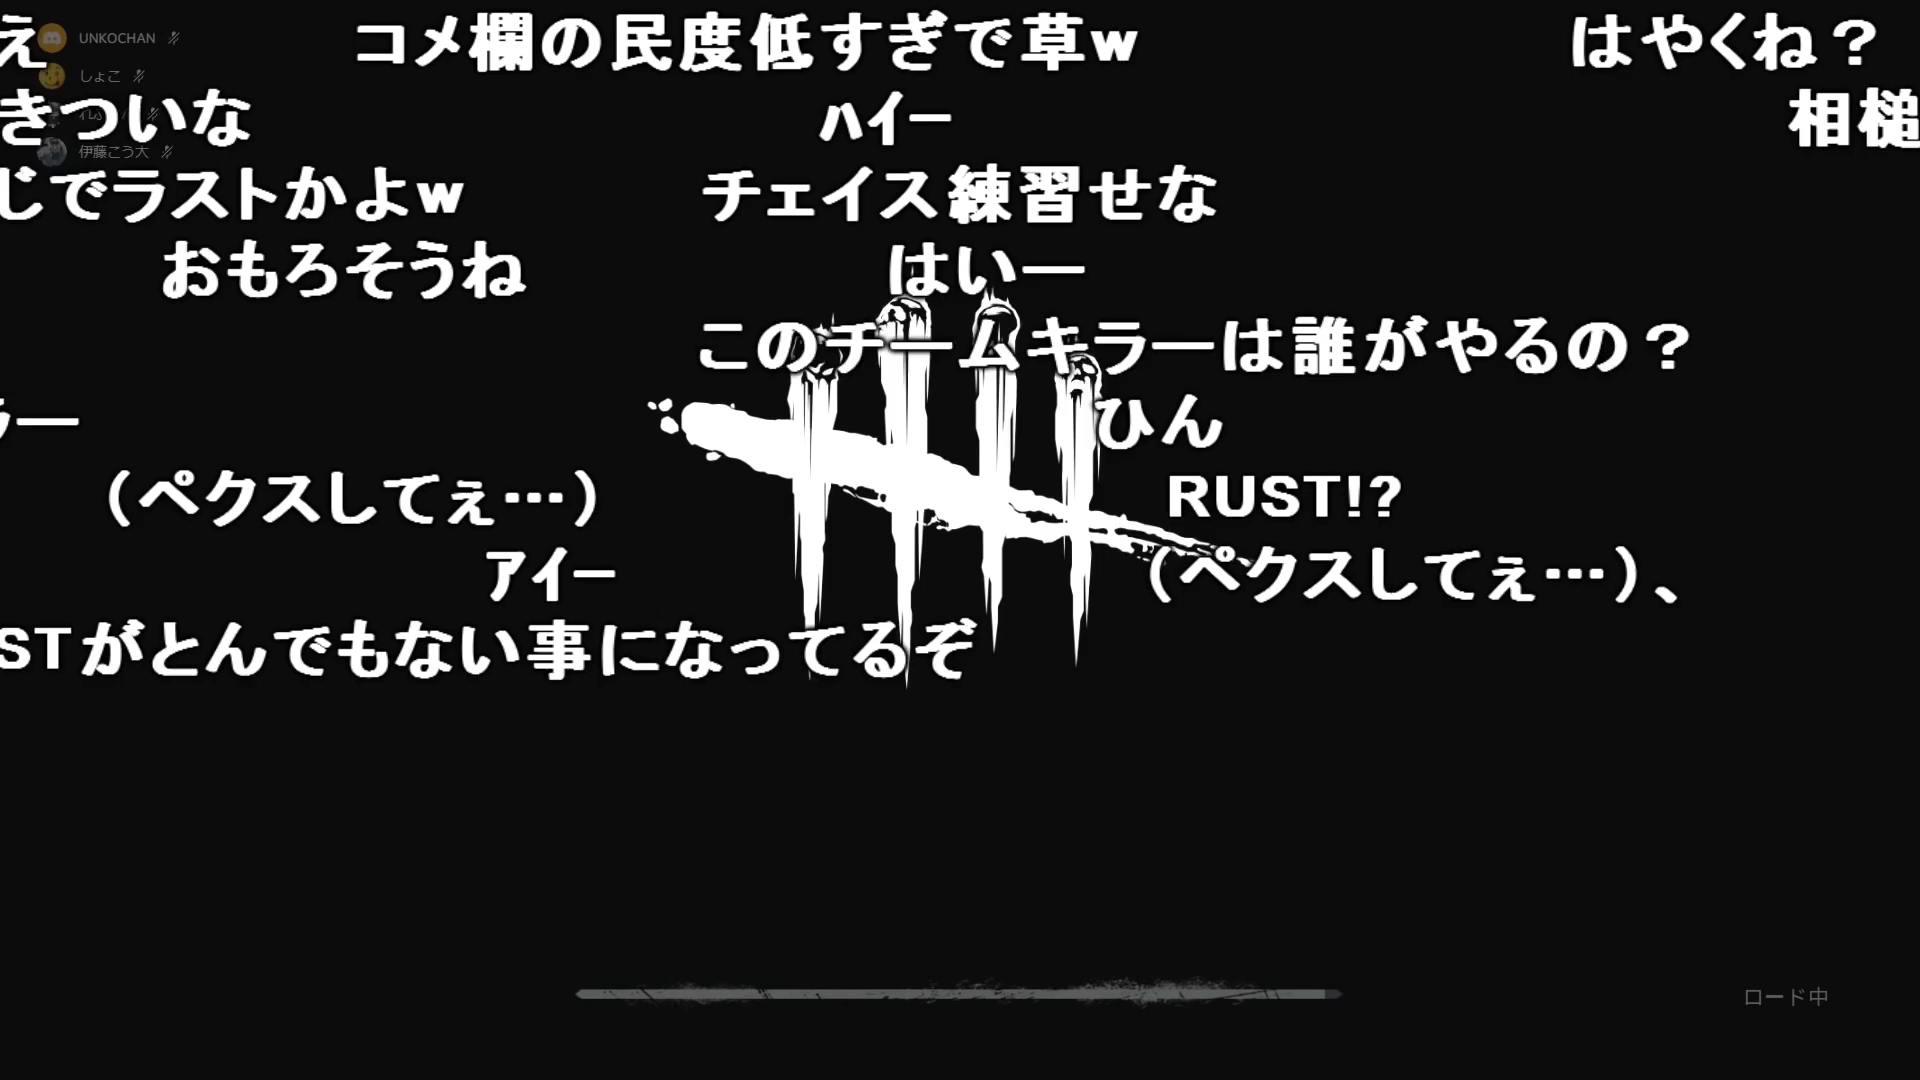 え
UNKOCHAN
コメ欄の民度低すぎで草w
はやくね？
しょこ
きついな
ﾊイー
相槌
伊藤こう大
じでラストかよw
チェイス練習せな
おもろそうね
はい―
このチームキラーは誰がやるの？
ラー
ひん
（ペクスしてぇ…）
RUST!?
ｱイー
（ペクスしてぇ…）、
STがとんでもない事になってるぞ
ロード中